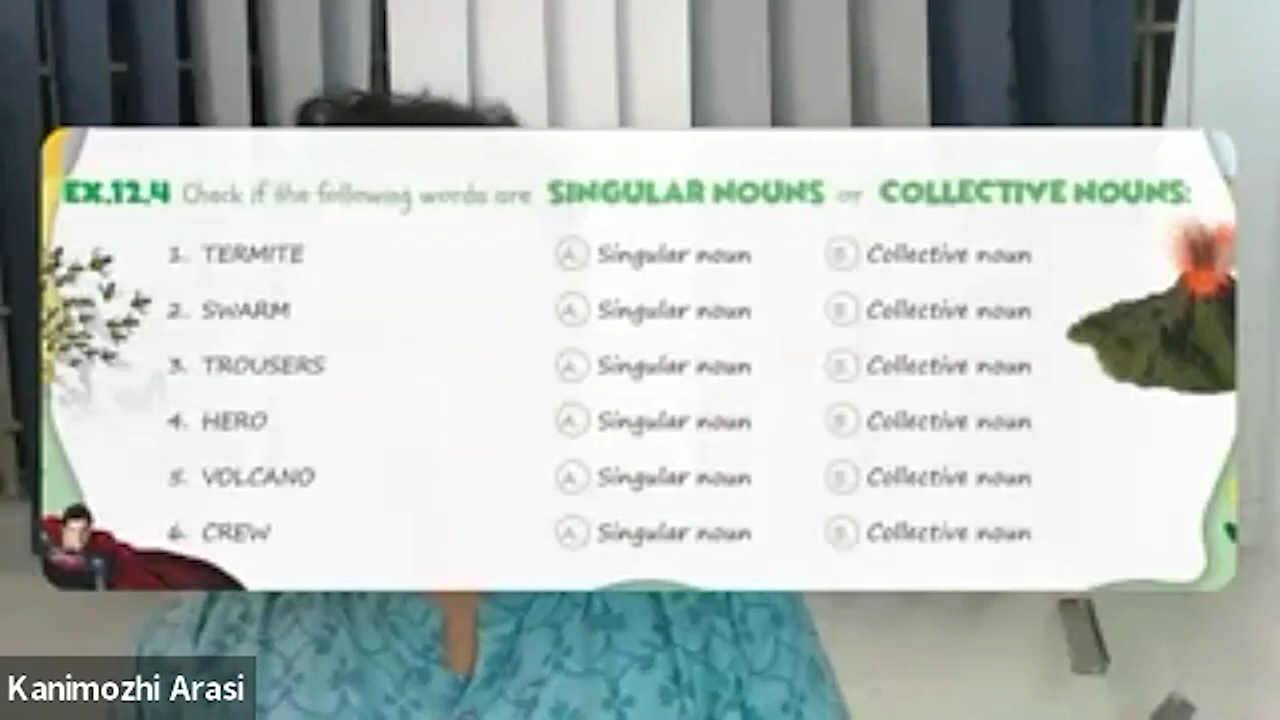 EX.12.4 Check if the following words are SINGULAR NOUNS or COLLECTIVE NOUNS:
1. TERMITE A. Singular noun B. Collective noun
2. SWARM A. Singular noun B. Collective noun
3. TROUSERS A. Singular noun B. Collective noun
4. HERO A. Singular noun B. Collective noun
5. VOLCANO A. Singular noun B. Collective noun
6. CREW A. Singular noun B. Collective noun
Kanimozhi Arasi